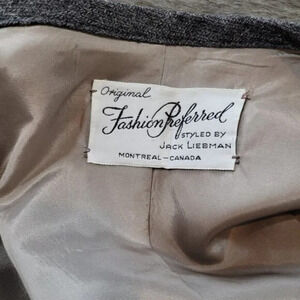 Original
Fashion Preferred
STYLED BY
JACK LIEBMAN
MONTREAL-CANADA